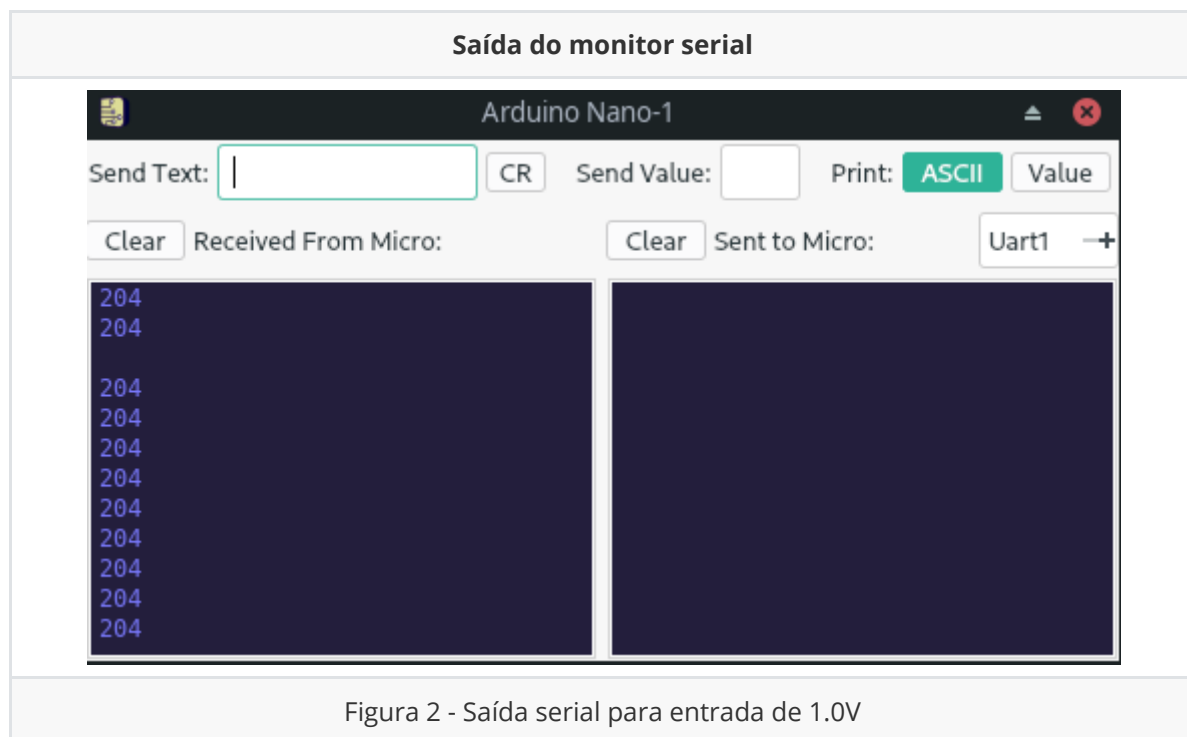 Saída do monitor serial
Arduino Nano-1
Send Text: CR Send Value: Print: ASCII Value
Clear Received From Micro: Clear Sent to Micro: Uart1
204
204
204
204
204
204
204
204
204
204
204
Figura 2 - Saída serial para entrada de 1.0V